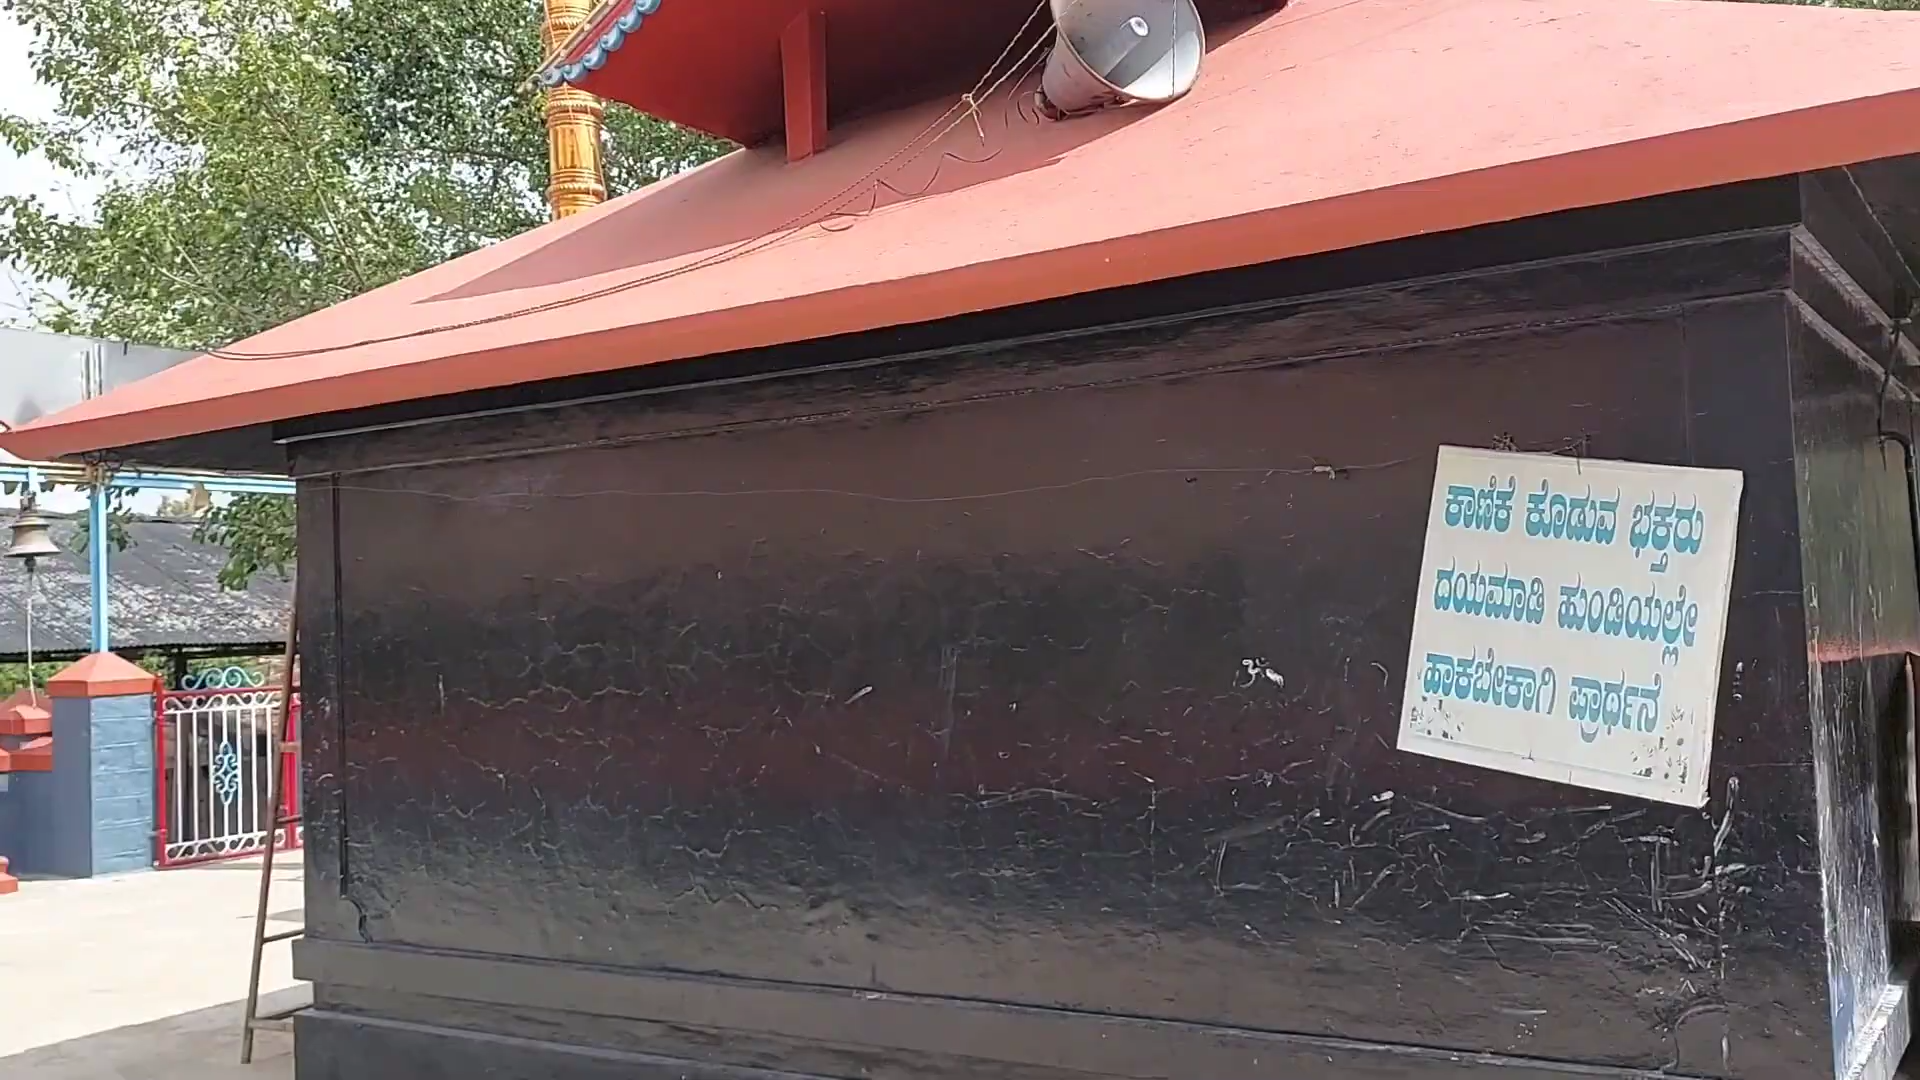 ಕಾಣಿಕೆ ಕೊಡುವ ಭಕ್ತರು
ದಯಮಾಡಿ ಹುಂಡಿಯಲ್ಲೇ
ಹಾಕಬೇಕಾಗಿ ಪ್ರಾರ್ಥನೆ